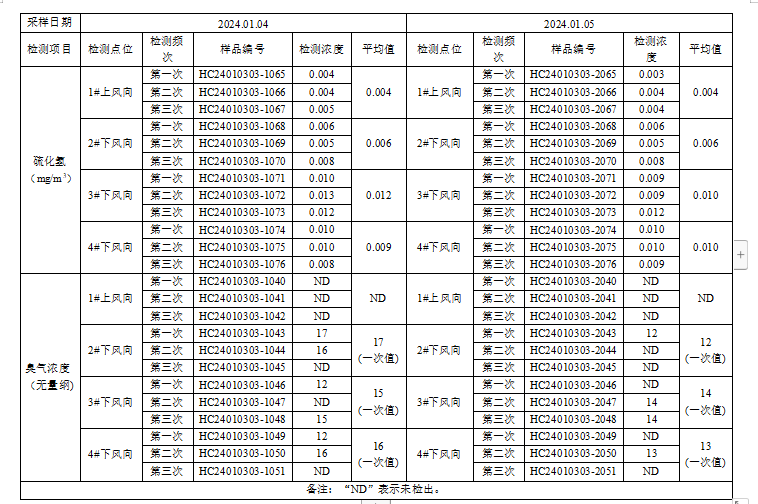 采样日期 2024.01.04 2024.01.05
检测项目 检测点位 检测频次 样品编号 检测浓度 平均值 检测点位 检测频次 样品编号 检测浓度 平均值
硫化氢（mg/m³） 1#上风向 第一次 HC24010303-1065 0.004 0.004 1#上风向 第一次 HC24010303-2065 0.003 0.004
第二次 HC24010303-1066 0.004 第二次 HC24010303-2066 0.004
第三次 HC24010303-1067 0.005 第三次 HC24010303-2067 0.004
2#下风向 第一次 HC24010303-1068 0.006 0.006 2#下风向 第一次 HC24010303-2068 0.006 0.006
第二次 HC24010303-1069 0.005 第二次 HC24010303-2069 0.005
第三次 HC24010303-1070 0.008 第三次 HC24010303-2070 0.008
3#下风向 第一次 HC24010303-1071 0.010 0.012 3#下风向 第一次 HC24010303-2071 0.009 0.010
第二次 HC24010303-1072 0.013 第二次 HC24010303-2072 0.009
第三次 HC24010303-1073 0.012 第三次 HC24010303-2073 0.012
4#下风向 第一次 HC24010303-1074 0.010 0.009 4#下风向 第一次 HC24010303-2074 0.010 0.010
第二次 HC24010303-1075 0.010 第二次 HC24010303-2075 0.010
第三次 HC24010303-1076 0.008 第三次 HC24010303-2076 0.009
臭气浓度（无量纲） 1#上风向 第一次 HC24010303-1040 ND ND 1#上风向 第一次 HC24010303-2040 ND ND
第二次 HC24010303-1041 ND 第二次 HC24010303-2041 ND
第三次 HC24010303-1042 ND 第三次 HC24010303-2042 ND
2#下风向 第一次 HC24010303-1043 17 17（一次值） 2#下风向 第一次 HC24010303-2043 12 12（一次值）
第二次 HC24010303-1044 16 第二次 HC24010303-2044 ND
第三次 HC24010303-1045 ND 第三次 HC24010303-2045 ND
3#下风向 第一次 HC24010303-1046 12 15（一次值） 3#下风向 第一次 HC24010303-2046 ND 14（一次值）
第二次 HC24010303-1047 ND 第二次 HC24010303-2047 14
第三次 HC24010303-1048 15 第三次 HC24010303-2048 14
4#下风向 第一次 HC24010303-1049 12 16（一次值） 4#下风向 第一次 HC24010303-2049 ND 13（一次值）
第二次 HC24010303-1050 16 第二次 HC24010303-2050 13
第三次 HC24010303-1051 ND 第三次 HC24010303-2051 ND
备注：“ND”表示未检出。